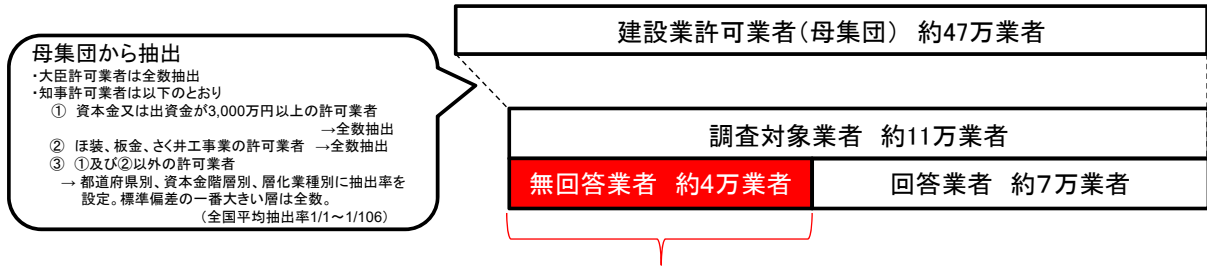 建設業許可業者(母集団) 約47万業者
母集団から抽出
・大臣許可業者は全数抽出
・知事許可業者は以下のとおり
① 資本金又は出資金が3,000万円以上の許可業者
→全数抽出
② ほ装、板金、さく井工事業の許可業者 →全数抽出
③ ①及び②以外の許可業者
→ 都道府県別、資本金階層別、層化業種別に抽出率を
設定。標準偏差の一番大きい層は全数。
(全国平均抽出率1/1～1/106)
調査対象業者 約11万業者
無回答業者 約4万業者
回答業者 約7万業者